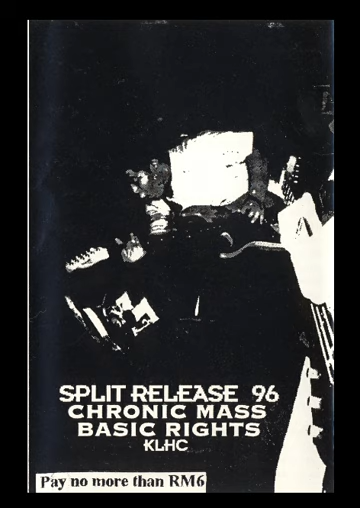 SPLIT RELEASE 96
CHRONIC MASS
BASIC RIGHTS
KLHC
Pay no more than RM6